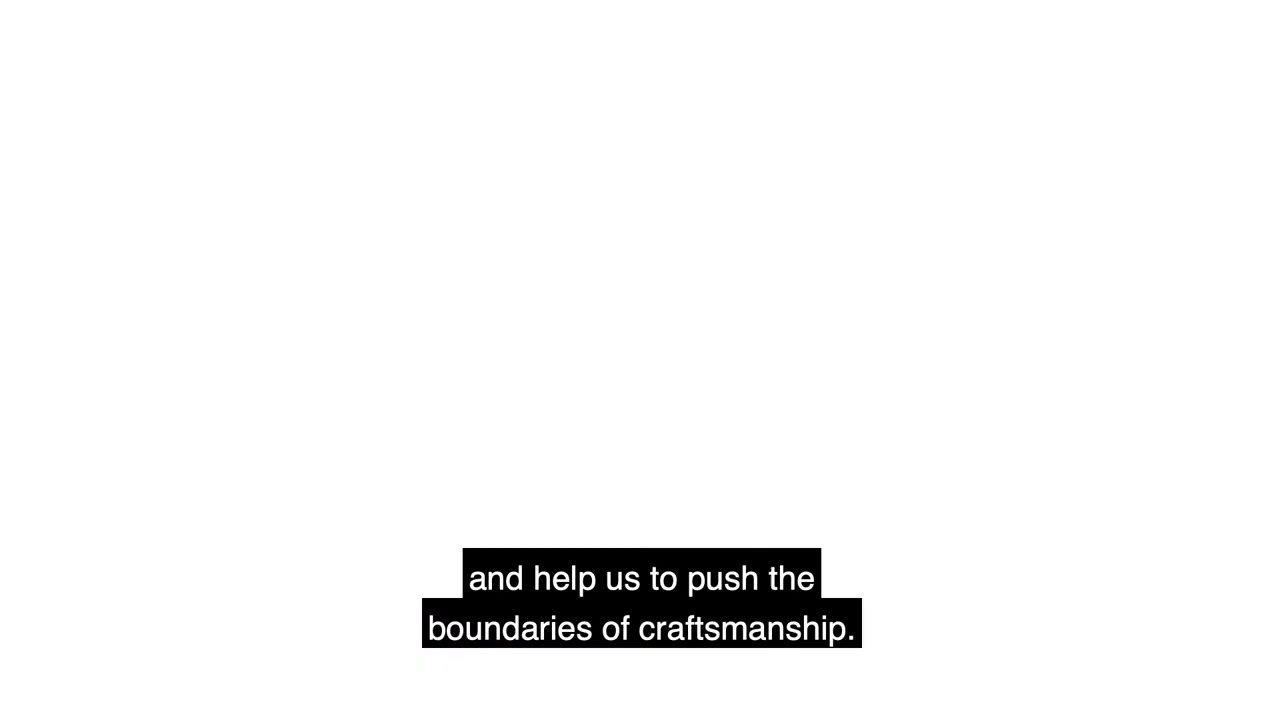 and help us to push the
boundaries of craftsmanship.